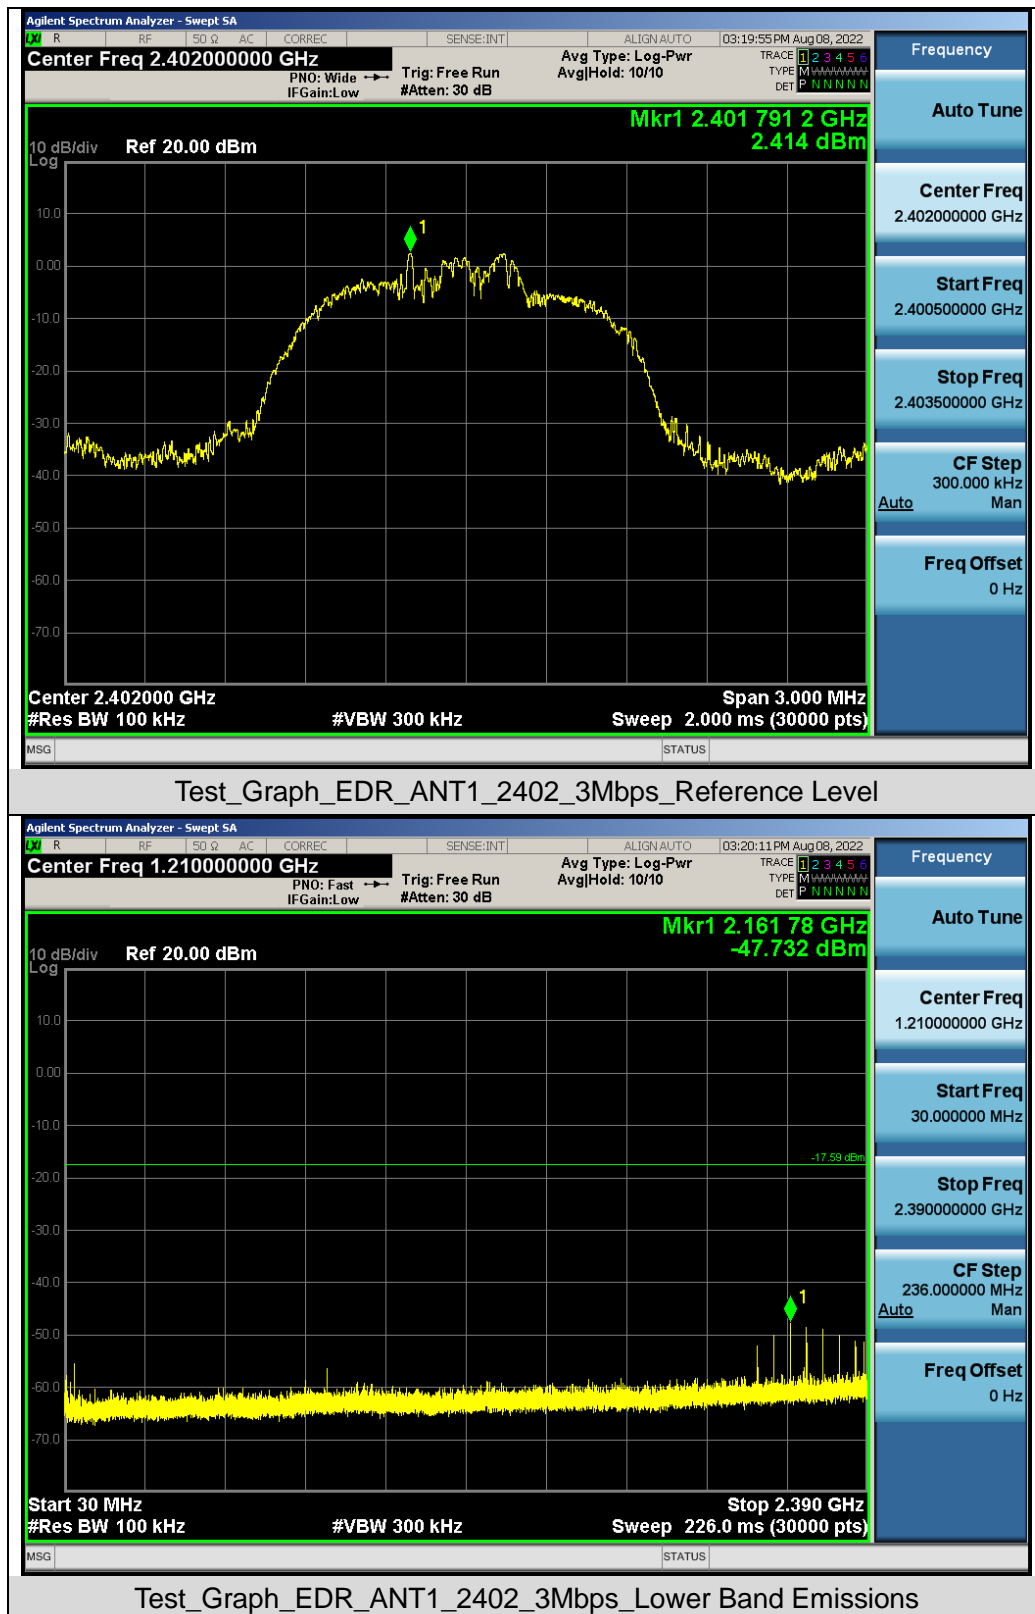 Agilent Spectrum Analyzer - Swept SA
LXI R RF 50 Ω AC CORREC SENSE:INT ALIGN AUTO 03:19:55 PM Aug 08, 2022
Center Freq 2.402000000 GHz
PNO: Wide
IFGain:Low
Trig: Free Run
#Atten: 30 dB
Avg Type: Log-Pwr
Avg|Hold: 10/10
TRACE 1 2 3 4 5 6
TYPE M WWWWW
DET P N N N N N
Mkr1 2.401 791 2 GHz
2.414 dBm
10 dB/div Ref 20.00 dBm
Log
10.0
1
0.00
-10.0
-20.0
-30.0
-40.0
-50.0
-60.0
-70.0
Center 2.402000 GHz Span 3.000 MHz
#Res BW 100 kHz #VBW 300 kHz Sweep 2.000 ms (30000 pts)
MSG STATUS
Frequency
Auto Tune
Center Freq
2.402000000 GHz
Start Freq
2.400500000 GHz
Stop Freq
2.403500000 GHz
CF Step
300.000 kHz
Auto Man
Freq Offset
0 Hz
Test_Graph_EDR_ANT1_2402_3Mbps_Reference Level
Agilent Spectrum Analyzer - Swept SA
LXI R RF 50 Ω AC CORREC SENSE:INT ALIGN AUTO 03:20:11 PM Aug 08, 2022
Center Freq 1.210000000 GHz
PNO: Fast
IFGain:Low
Trig: Free Run
#Atten: 30 dB
Avg Type: Log-Pwr
Avg|Hold: 10/10
TRACE 1 2 3 4 5 6
TYPE M WWWWW
DET P N N N N N
Mkr1 2.161 78 GHz
-47.732 dBm
10 dB/div Ref 20.00 dBm
Log
10.0
0.00
-10.0
-17.59 dBm
-20.0
-30.0
-40.0
1
-50.0
-60.0
-70.0
Start 30 MHz Stop 2.390 GHz
#Res BW 100 kHz #VBW 300 kHz Sweep 226.0 ms (30000 pts)
MSG STATUS
Frequency
Auto Tune
Center Freq
1.210000000 GHz
Start Freq
30.000000 MHz
Stop Freq
2.390000000 GHz
CF Step
236.000000 MHz
Auto Man
Freq Offset
0 Hz
Test_Graph_EDR_ANT1_2402_3Mbps_Lower Band Emissions